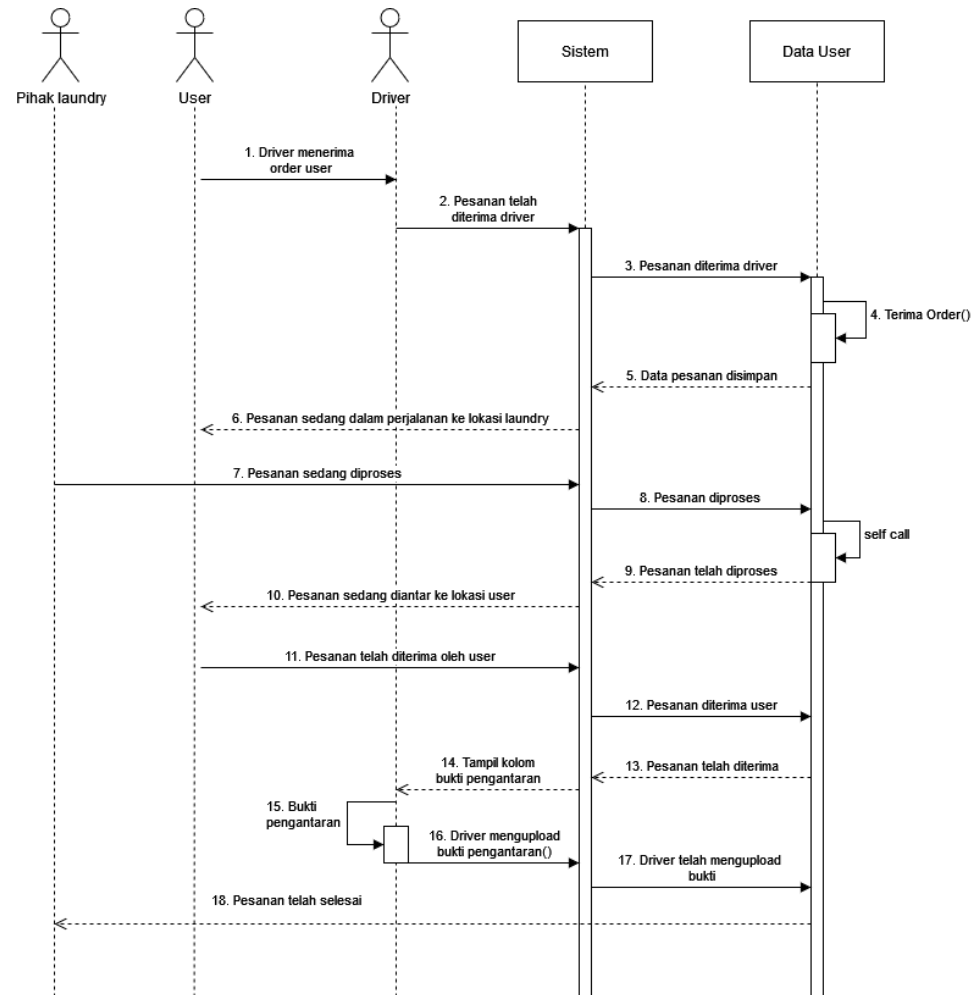 Sistem
Data User
Pihak laundry
User
Driver
1. Driver menerima
order user
2. Pesanan telah
diterima driver
3. Pesanan diterima driver
4. Terima Order()
5. Data pesanan disimpan
6. Pesanan sedang dalam perjalanan ke lokasi laundry
7. Pesanan sedang diproses
8. Pesanan diproses
self call
9. Pesanan telah diproses
10. Pesanan sedang diantar ke lokasi user
11. Pesanan telah diterima oleh user
12. Pesanan diterima user
13. Pesanan telah diterima
14. Tampil kolom
bukti pengantaran
15. Bukti
pengantaran
16. Driver mengupload
bukti pengantaran()
17. Driver telah mengupload
bukti
18. Pesanan telah selesai